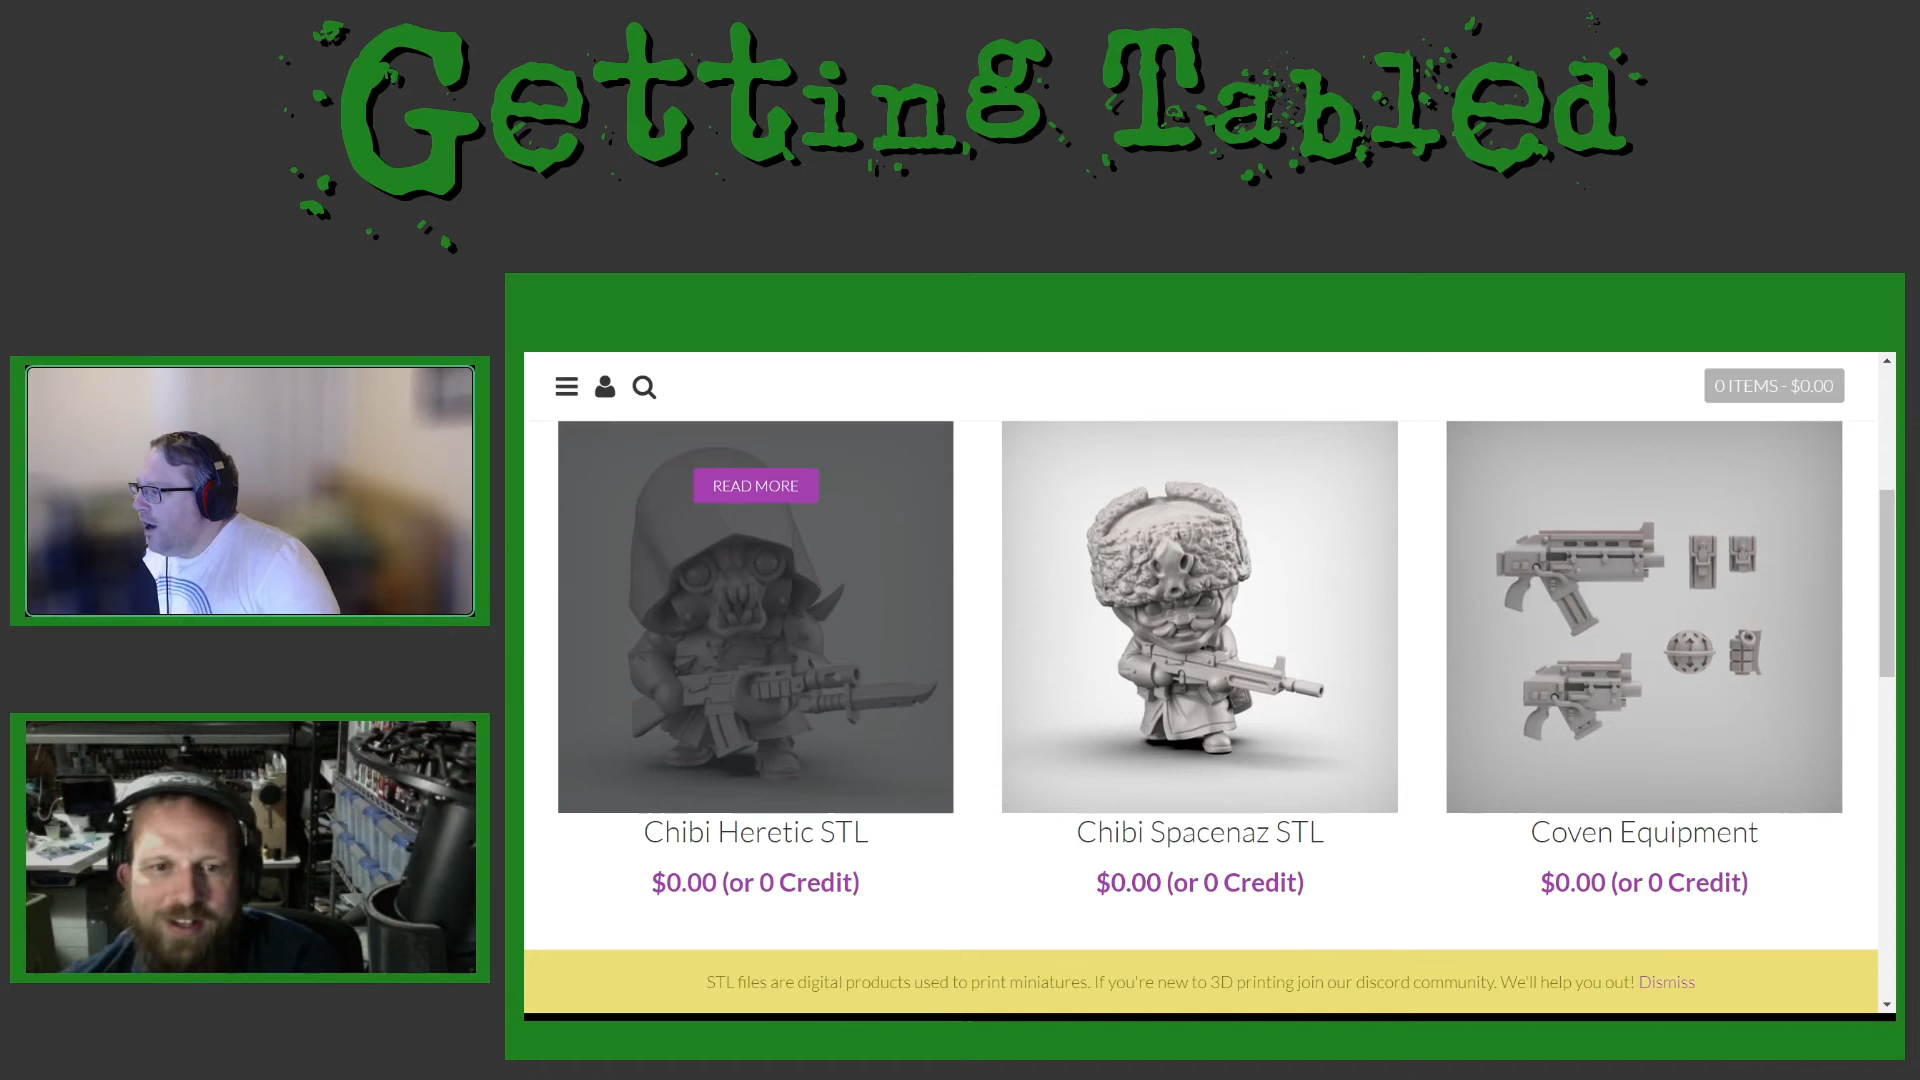 Getting Tabled
0 ITEMS - $0.00
READ MORE
Chibi Heretic STL
Chibi Spacenaz STL
Coven Equipment
$0.00 (or 0 Credit)
$0.00 (or 0 Credit)
$0.00 (or 0 Credit)
STL files are digital products used to print miniatures. If you're new to 3D printing join our discord community. We'll help you out! Dismiss